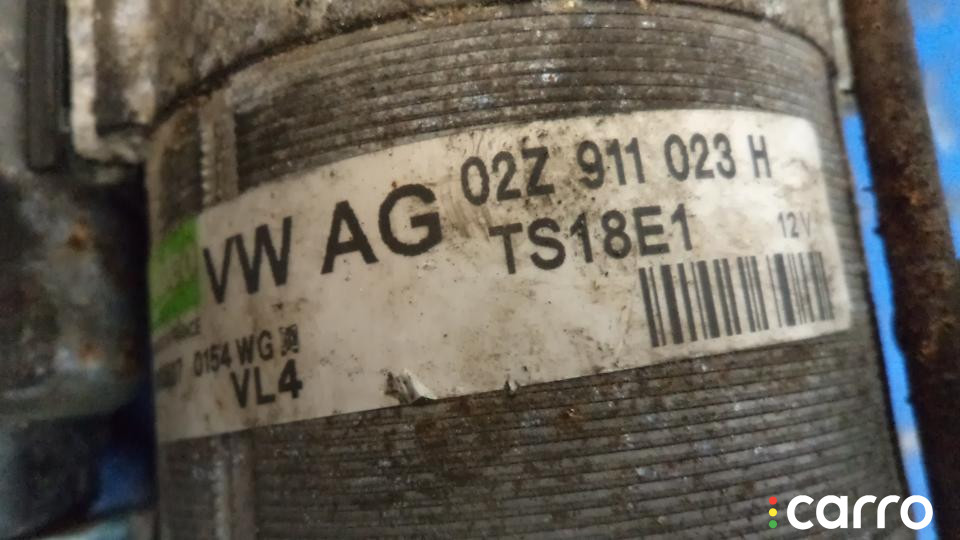 02Z 911 023 H
VW AG
TS18E1
12V
0154 WG
VL4
carro